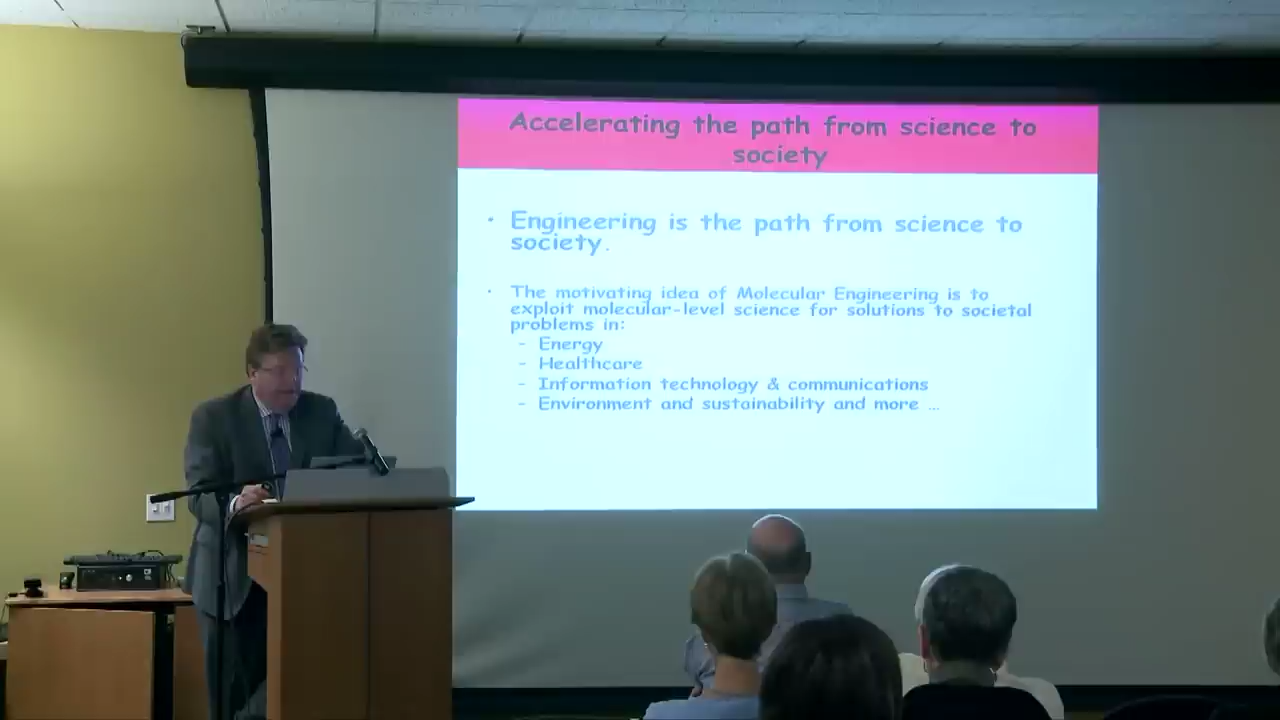 Accelerating the path from science to
society
• Engineering is the path from science to
society.
• The motivating idea of Molecular Engineering is to
exploit molecular-level science for solutions to societal
problems in:
- Energy
- Healthcare
- Information technology & communications
- Environment and sustainability and more ...